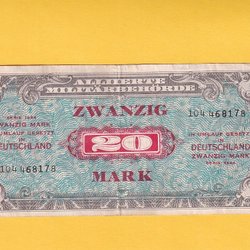 ALLIIERTE
MILITÄRBEHÖRDE
SERIE 1944
ZWANZIG MARK
IN UMLAUF GESETZT
IN
DEUTSCHLAND
104468178
ZWANZIG
20
MARK
104468178
IN UMLAUF GESETZT
IN
DEUTSCHLAND
ZWANZIG MARK
SERIE 1944